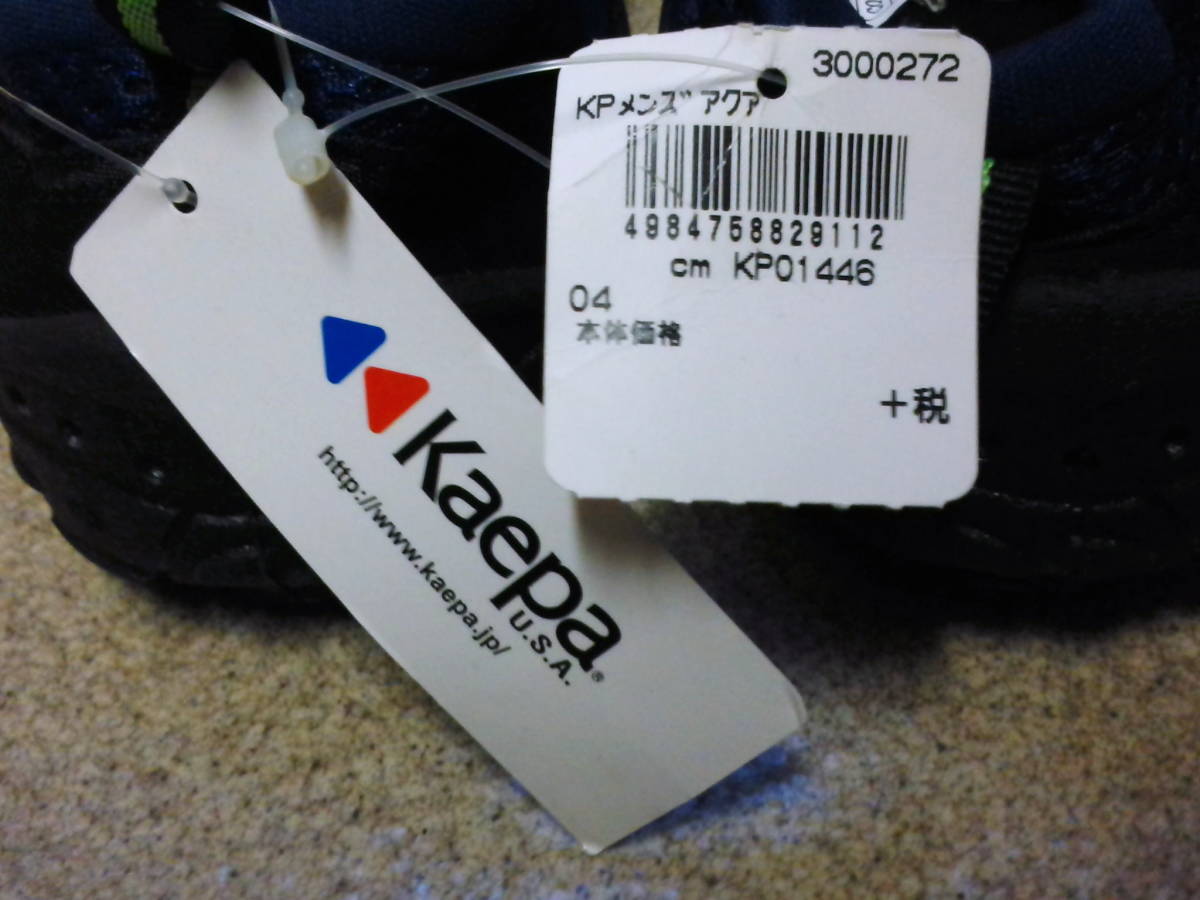 3000272
KPメンズ アクア
4984758829112
cm KP01446
04
本体価格
+税
Kaepa®
U.S.A.
http://www.kaepa.jp/